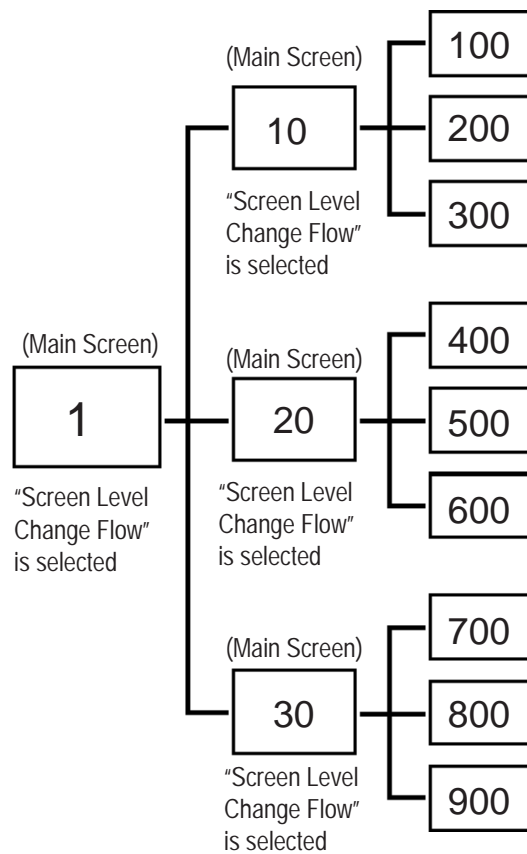 100
(Main Screen)
10
200
300
“Screen Level
Change Flow”
is selected
400
(Main Screen)
(Main Screen)
1
20
500
600
“Screen Level
Change Flow”
is selected
“Screen Level
Change Flow”
is selected
700
(Main Screen)
30
800
900
“Screen Level
Change Flow”
is selected